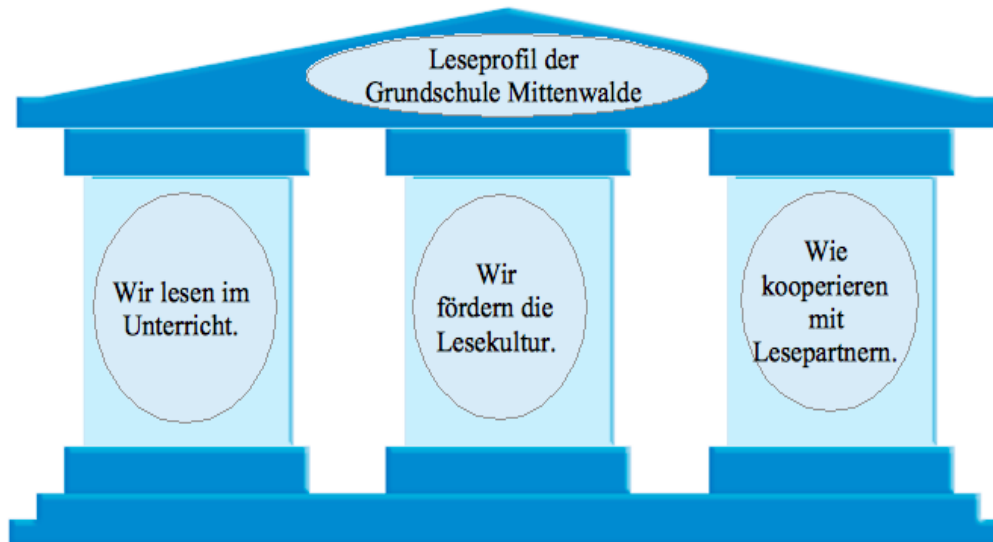 Leseprofil der
Grundschule Mittenwalde
Wir lesen im
Unterricht.
Wir
fördern die
Lesekultur.
Wie
kooperieren
mit
Lesepartnern.